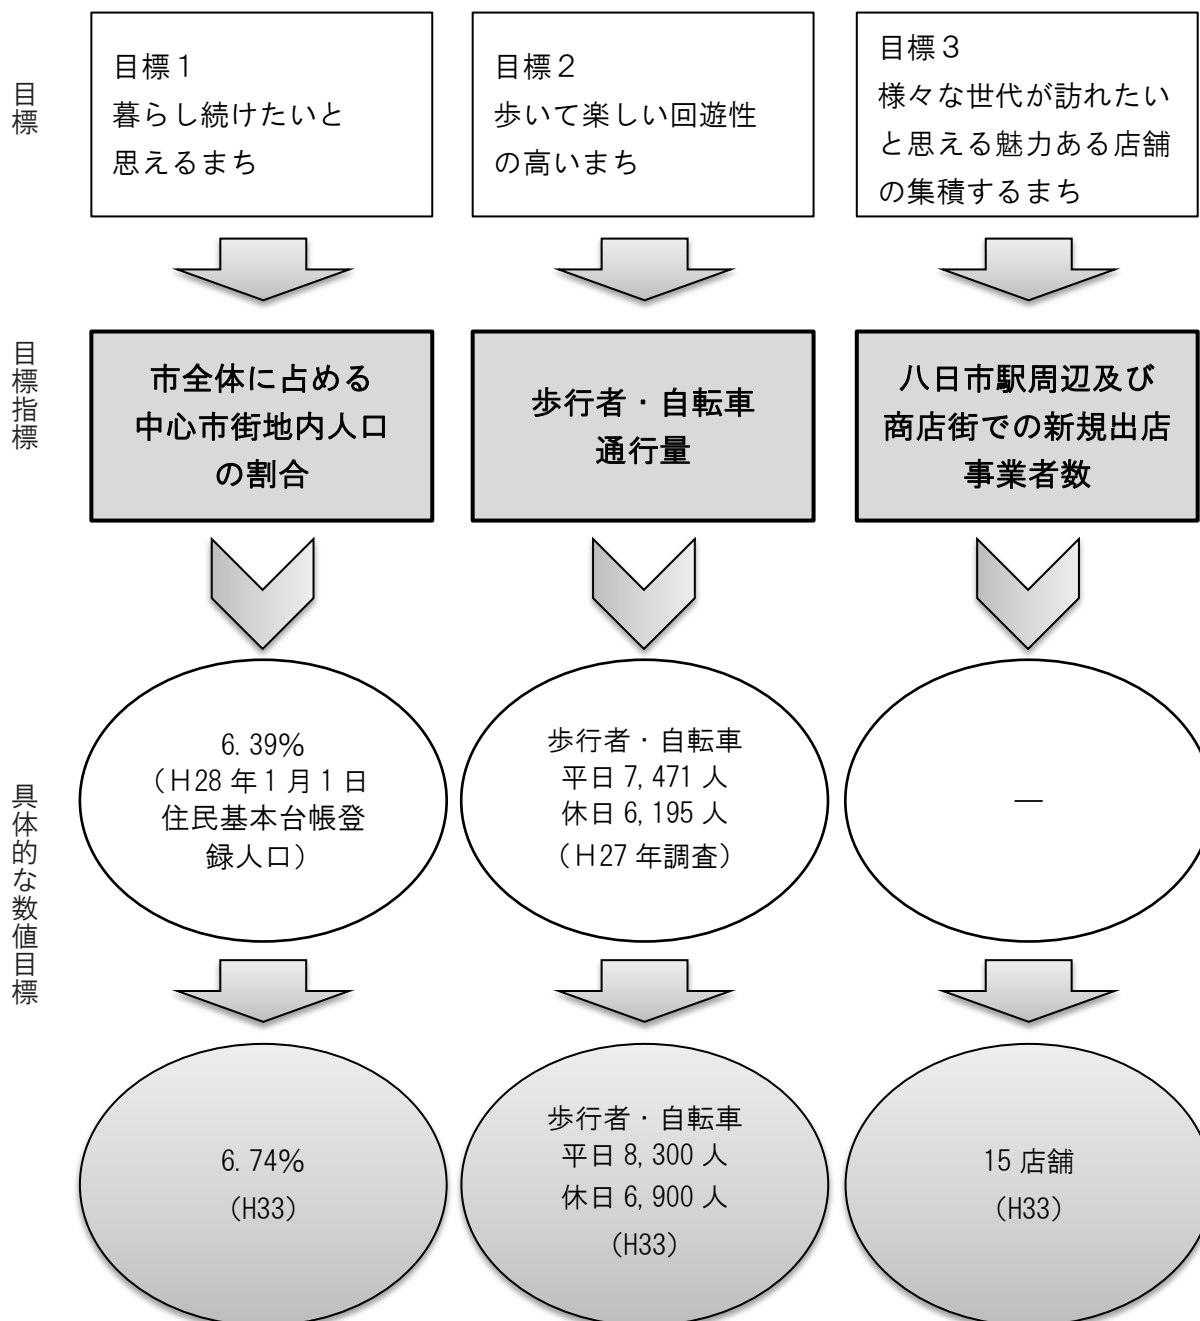 目標
目標１
暮らし続けたいと
思えるまち
目標２
歩いて楽しい回遊性
の高いまち
目標３
様々な世代が訪れたい
と思える魅力ある店舗
の集積するまち
目標指標
市全体に占める
中心市街地内人口
の割合
歩行者・自転車
通行量
八日市駅周辺及び
商店街での新規出店
事業者数
具体的な数値目標
6.39%
（H28年１月１日
住民基本台帳登
録人口）
歩行者・自転車
平日7,471人
休日6,195人
（H27年調査）
―
6.74%
(H33)
歩行者・自転車
平日8,300人
休日6,900人
(H33)
15店舗
(H33)